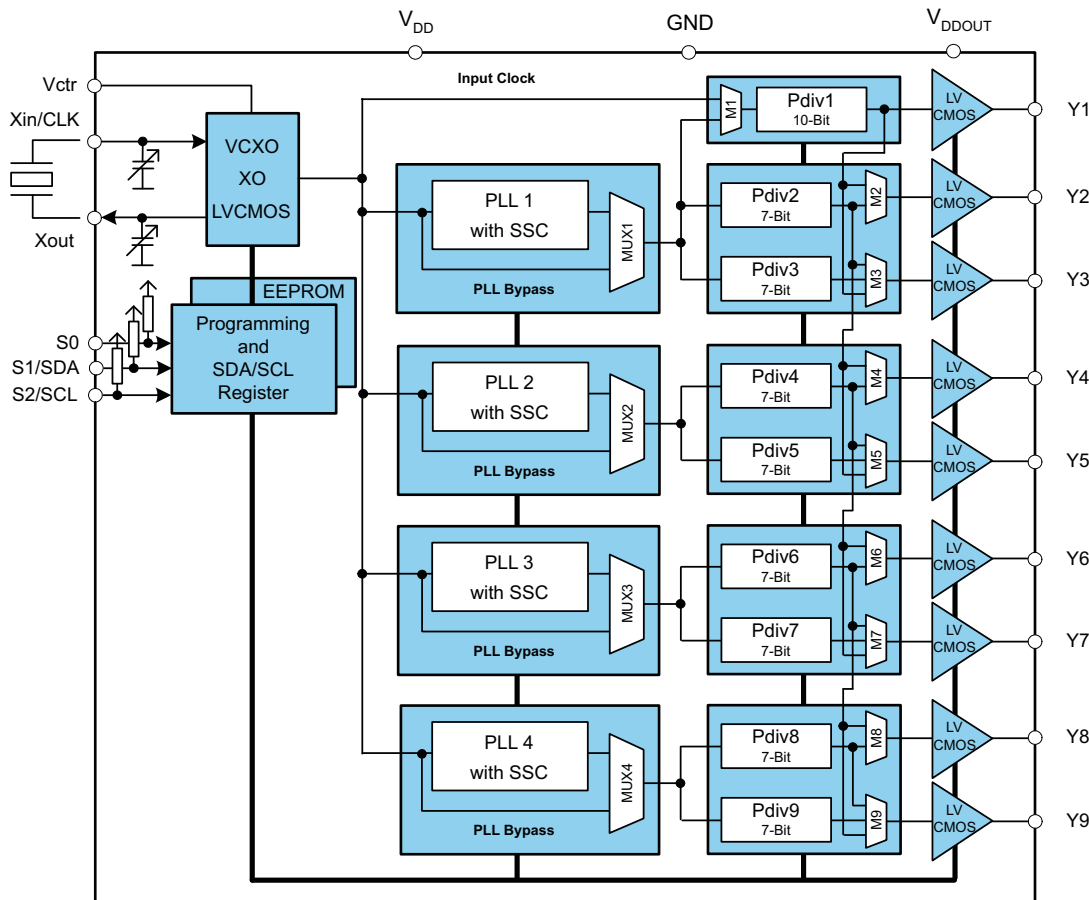 VDD
GND
VDDOUT
Vctr
Input Clock
Xin/CLK
VCXO
XO
LVCMOS
Xout
EEPROM
Programming
and
SDA/SCL
Register
S0
S1/SDA
S2/SCL
PLL 1
with SSC
MUX1
PLL Bypass
PLL 2
with SSC
MUX2
PLL Bypass
PLL 3
with SSC
MUX3
PLL Bypass
PLL 4
with SSC
MUX4
PLL Bypass
M1
Pdiv1
10-Bit
LV
CMOS
Y1
Pdiv2
7-Bit
M2
LV
CMOS
Y2
Pdiv3
7-Bit
M3
LV
CMOS
Y3
Pdiv4
7-Bit
M4
LV
CMOS
Y4
Pdiv5
7-Bit
M5
LV
CMOS
Y5
Pdiv6
7-Bit
M6
LV
CMOS
Y6
Pdiv7
7-Bit
M7
LV
CMOS
Y7
Pdiv8
7-Bit
M8
LV
CMOS
Y8
Pdiv9
7-Bit
M9
LV
CMOS
Y9